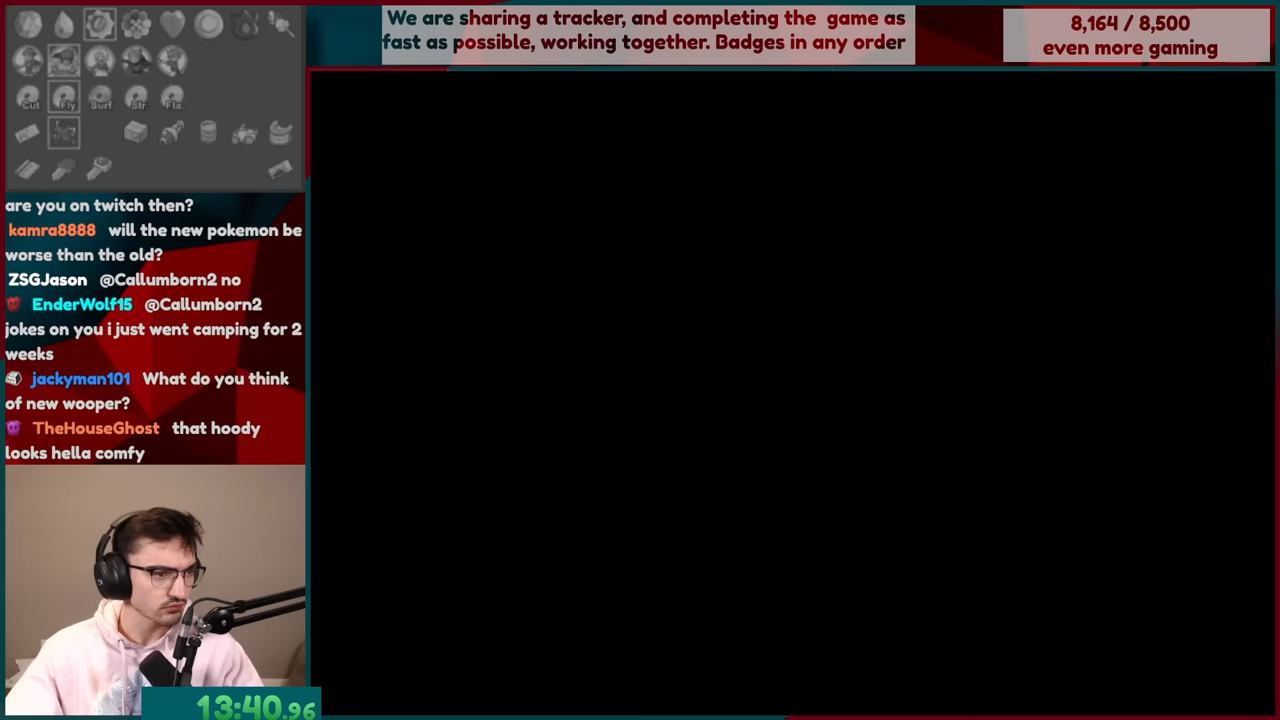 We are sharing a tracker, and completing the game as
fast as possible, working together. Badges in any order
8,164 / 8,500
even more gaming
Cut Fly Surf Str. Fla.
are you on twitch then?
kamra8888 will the new pokemon be
worse than the old?
ZSGJason @Callumborn2 no
EnderWolf15 @Callumborn2
jokes on you i just went camping for 2
weeks
jackyman101 What do you think
of new wooper?
TheHouseGhost that hoody
looks hella comfy
13:40.96